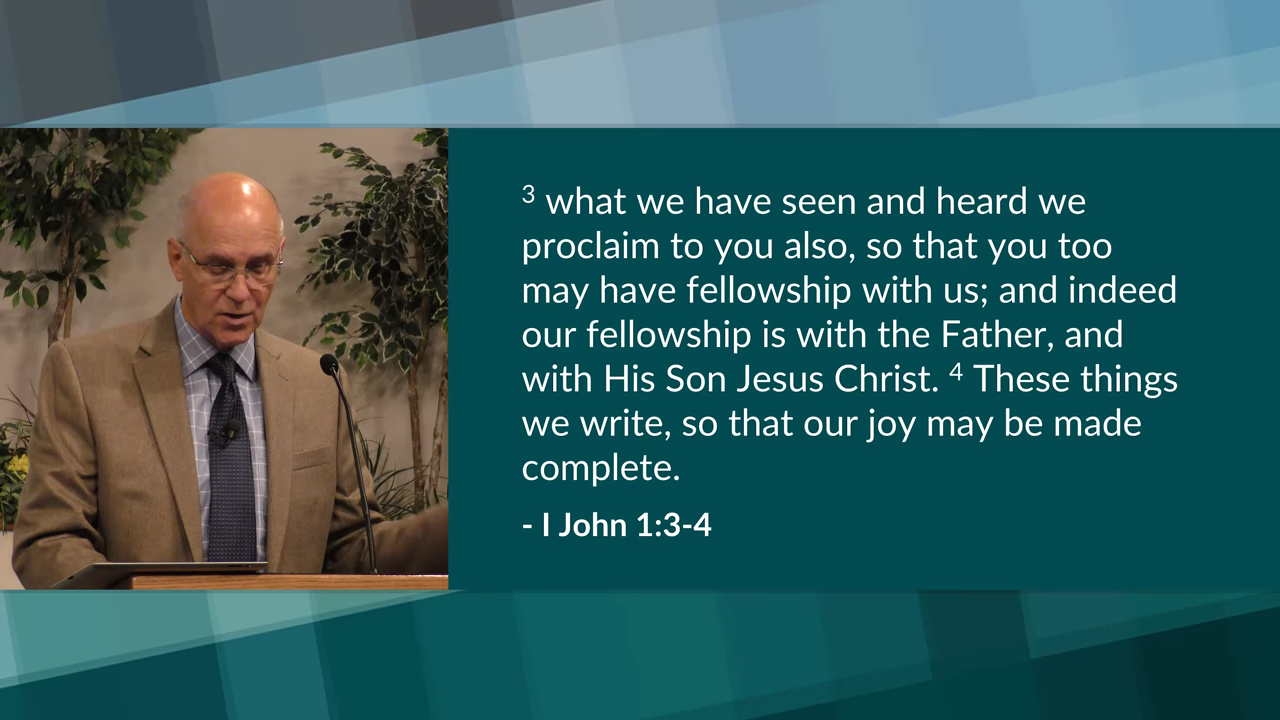 3 what we have seen and heard we
proclaim to you also, so that you too
may have fellowship with us; and indeed
our fellowship is with the Father, and
with His Son Jesus Christ. 4 These things
we write, so that our joy may be made
complete.
- I John 1:3-4